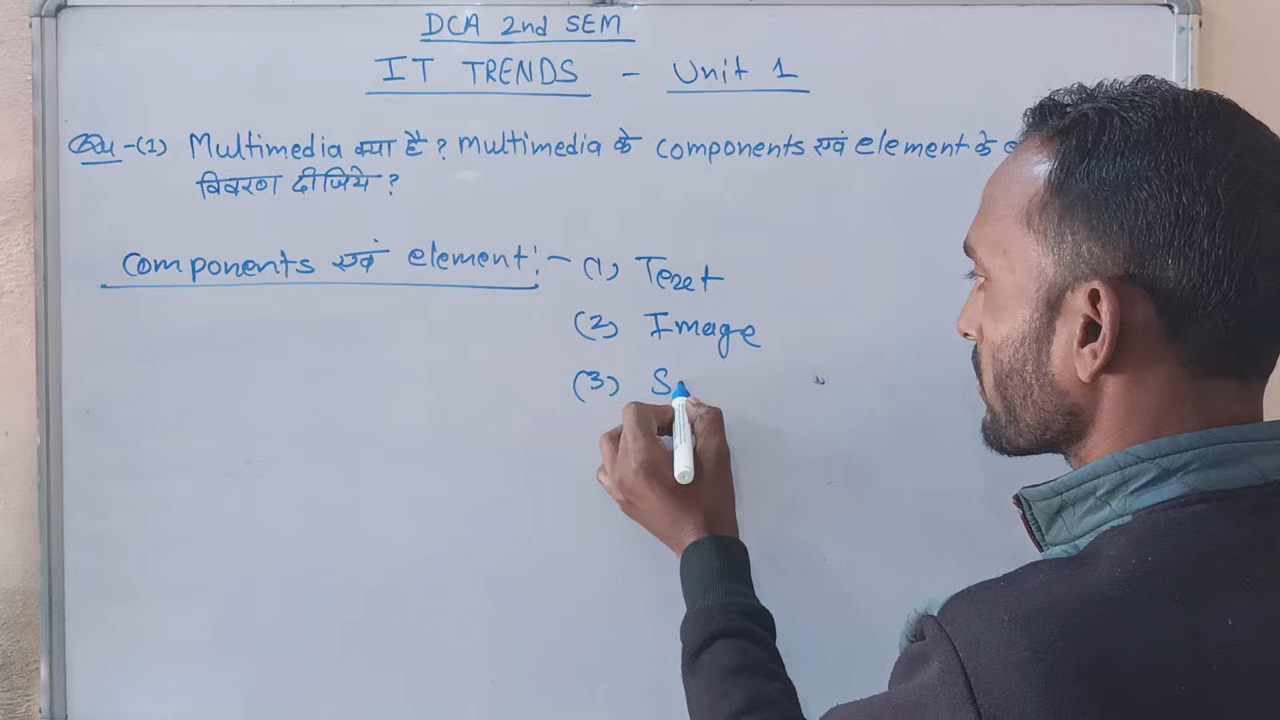 DCA 2nd SEM
IT TRENDS - Unit 1
Que -(1) Multimedia क्या है ? Multimedia के components एवं element के
विवरण दीजिये ?
Components एवं element :- (1) Text
(2) Image
(3) S